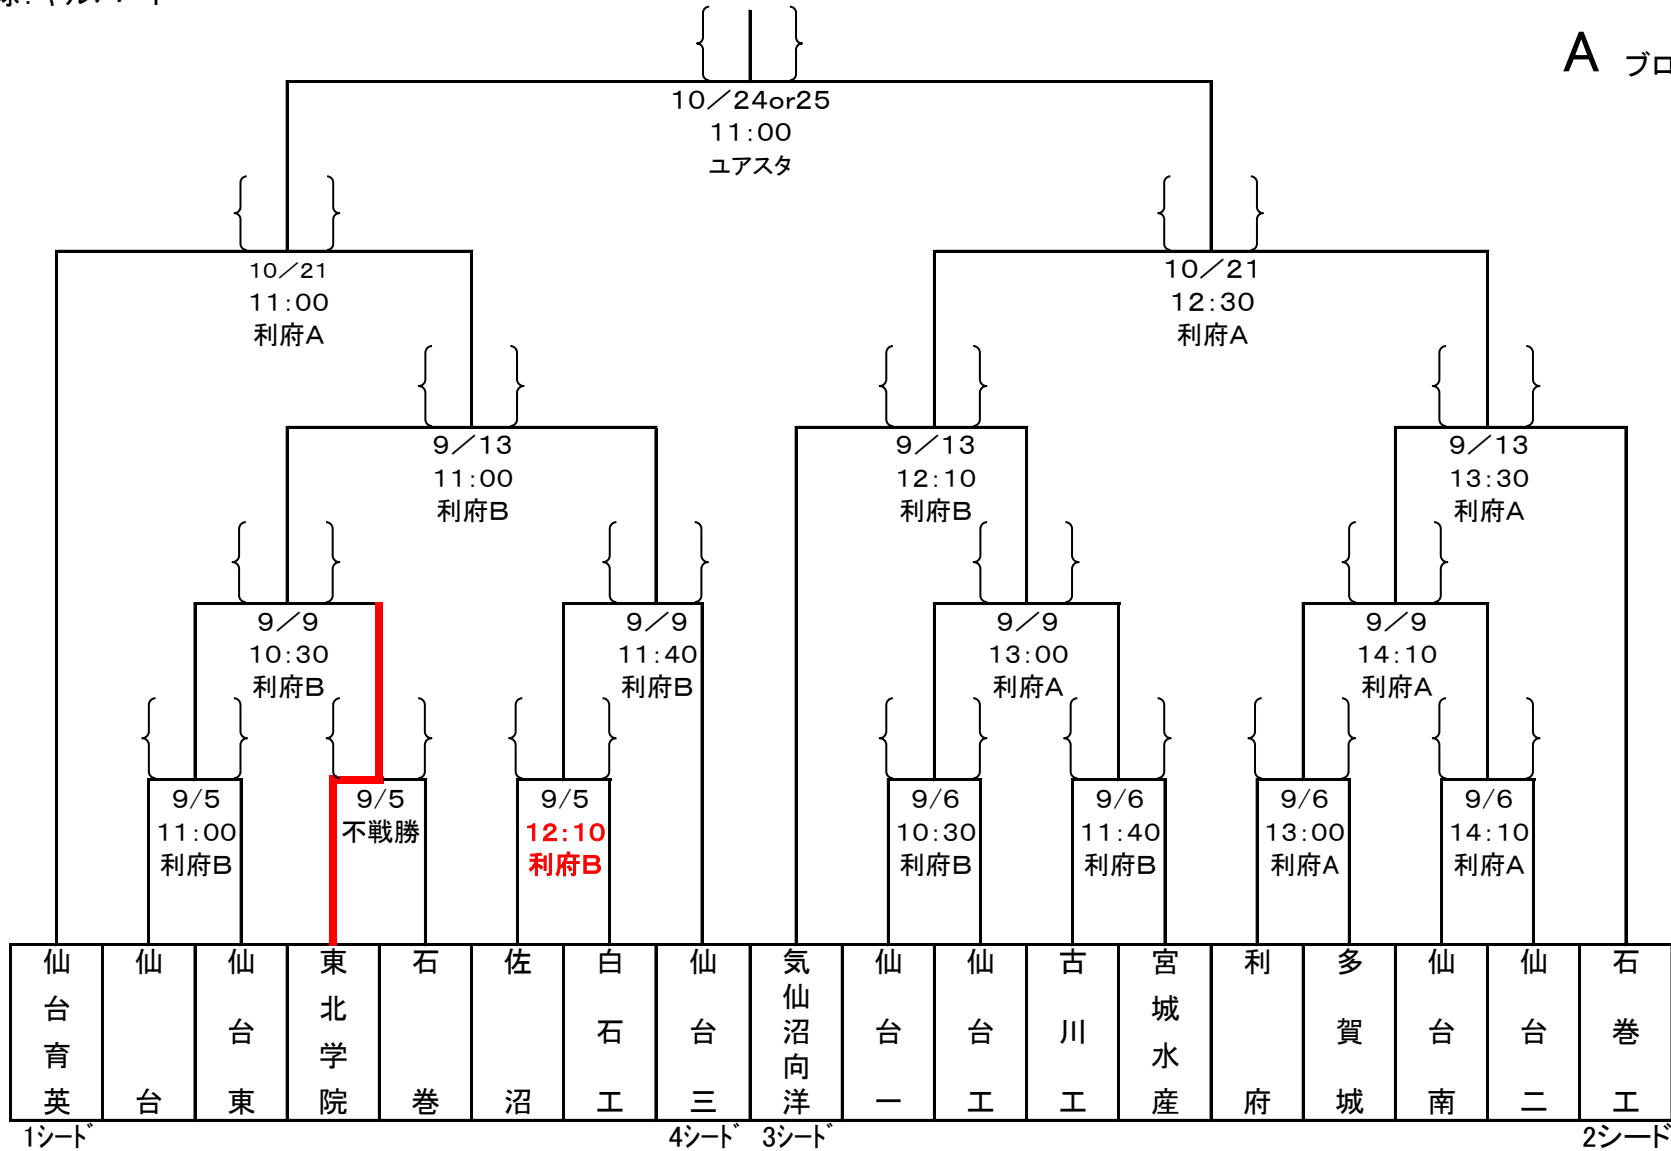 A ブロ
10／24or25
11:00
ユアスタ
10／21
11:00
利府A
10／21
12:30
利府A
9／13
11:00
利府B
9／13
12:10
利府B
9／13
13:30
利府A
9／9
10:30
利府B
9／9
11:40
利府B
9／9
13:00
利府A
9／9
14:10
利府A
9/5
11:00
利府B
9/5
不戦勝
9/5
12:10
利府B
9/6
10:30
利府B
9/6
11:40
利府B
9/6
13:00
利府A
9/6
14:10
利府A
仙台育英
仙台
仙台東
東北学院
石巻
佐沼
白石工
仙台三
気仙沼向洋
仙台一
仙台工
古川工
宮城水産
利府
多賀城
仙台南
仙台二
石巻工
1ｼｰﾄﾞ
4ｼｰﾄﾞ
3ｼｰﾄﾞ
2シード